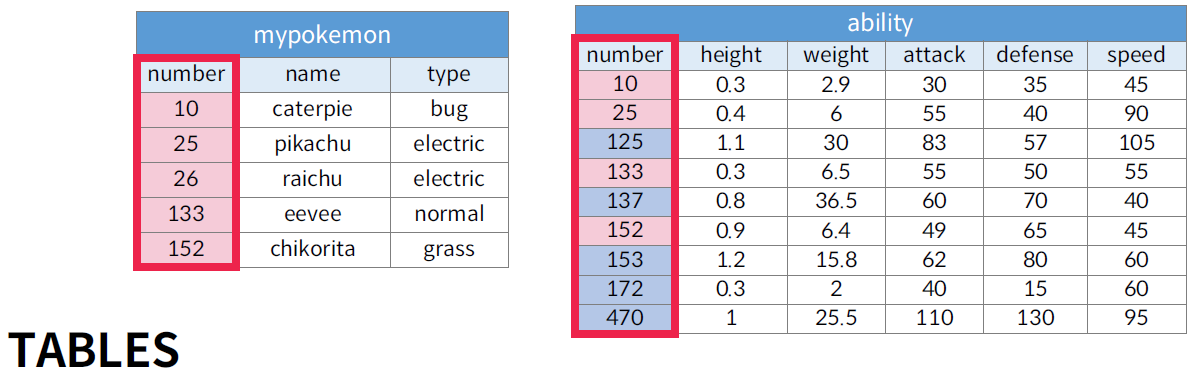 mypokemon
number name type
10 caterpie bug
25 pikachu electric
26 raichu electric
133 eevee normal
152 chikorita grass
ability
number height weight attack defense speed
10 0.3 2.9 30 35 45
25 0.4 6 55 40 90
125 1.1 30 83 57 105
133 0.3 6.5 55 50 55
137 0.8 36.5 60 70 40
152 0.9 6.4 49 65 45
153 1.2 15.8 62 80 60
172 0.3 2 40 15 60
470 1 25.5 110 130 95
TABLES